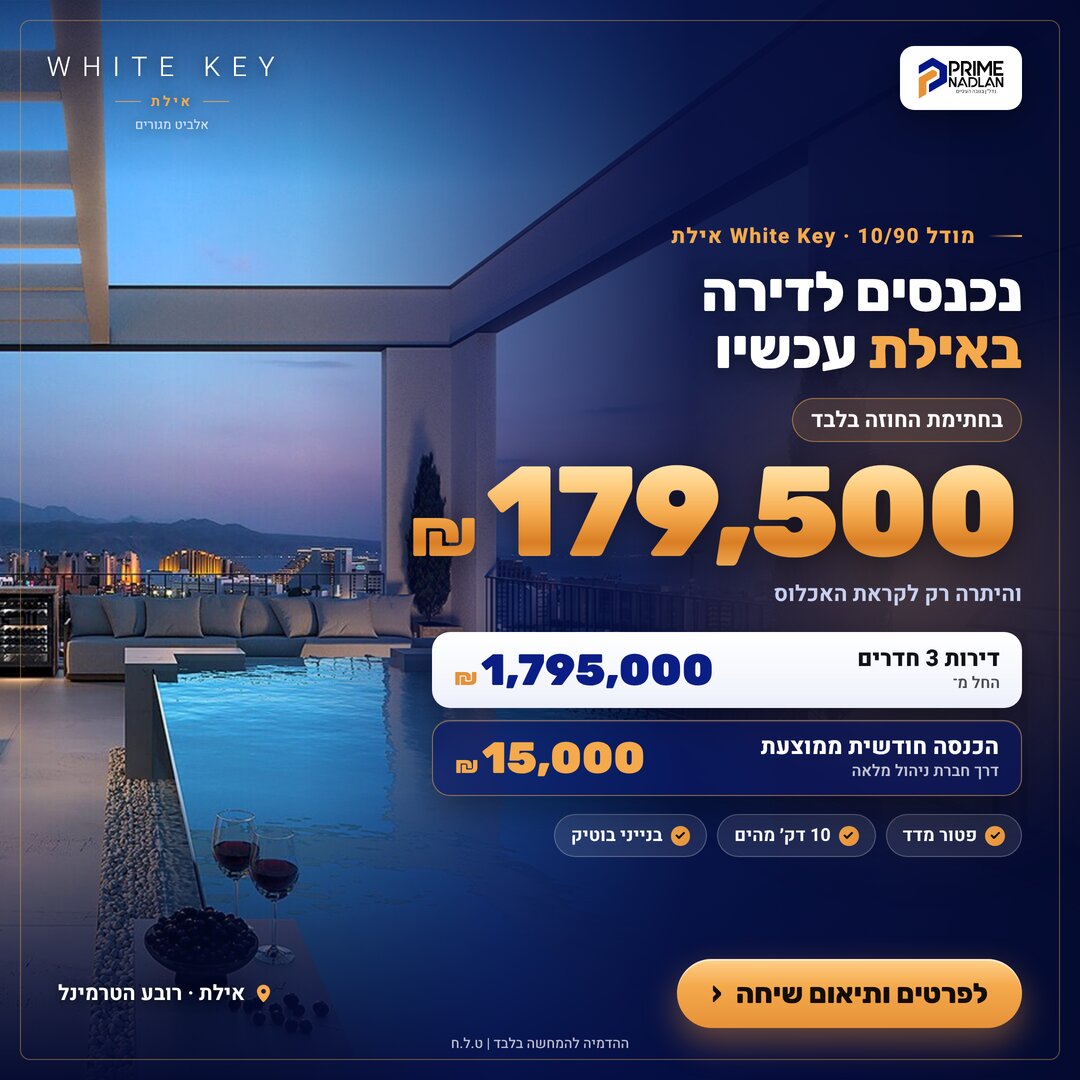 WHITE KEY
אילת
אלביט מגורים
PRIME
NADLAN
נדל"ן בגובה העיניים
מודל 10/90 · White Key אילת
נכנסים לדירה
באילת עכשיו
בחתימת החוזה בלבד
179,500 ₪
והיתרה רק לקראת האכלוס
דירות 3 חדרים
החל מ־
1,795,000 ₪
הכנסה חודשית ממוצעת
דרך חברת ניהול מלאה
15,000 ₪
פטור מדד
10 דק׳ מהים
בנייני בוטיק
לפרטים ותיאום שיחה ›
אילת · רובע הטרמינל
ההדמיה להמחשה בלבד | ט.ל.ח